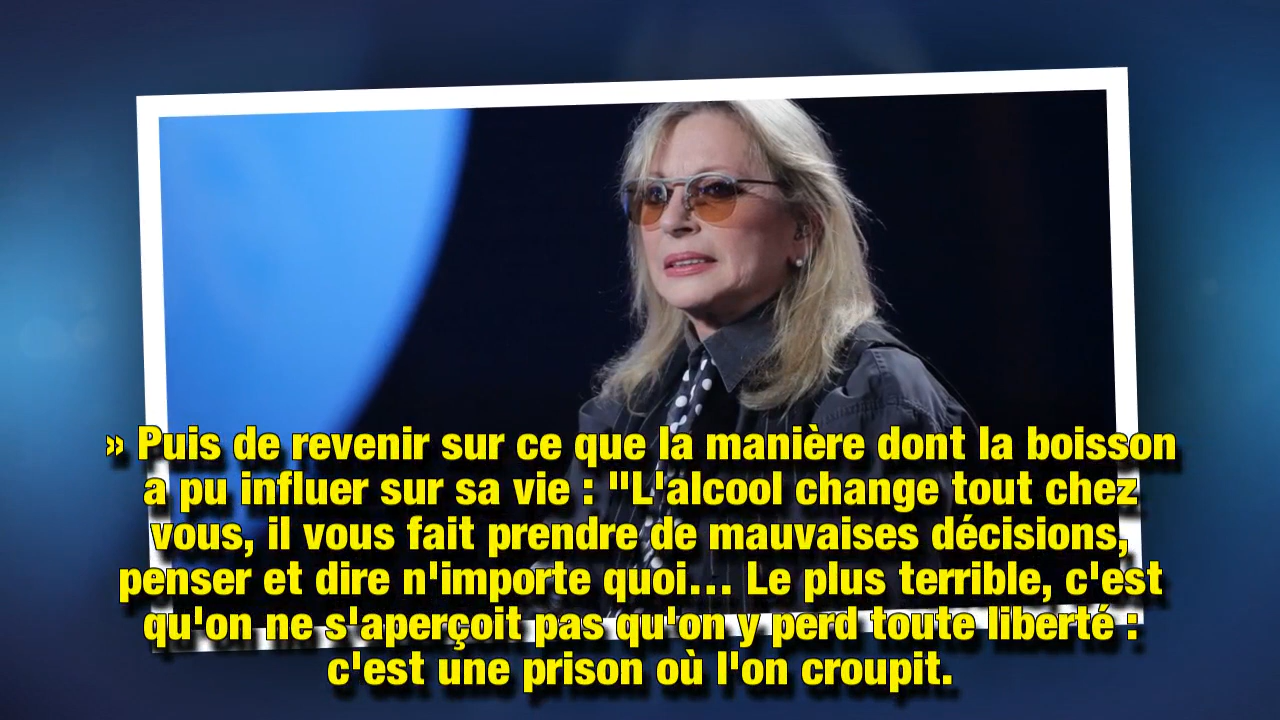 » Puis de revenir sur ce que la manière dont la boisson
a pu influer sur sa vie : "L'alcool change tout chez
vous, il vous fait prendre de mauvaises décisions,
penser et dire n'importe quoi… Le plus terrible, c'est
qu'on ne s'aperçoit pas qu'on y perd toute liberté :
c'est une prison où l'on croupit.